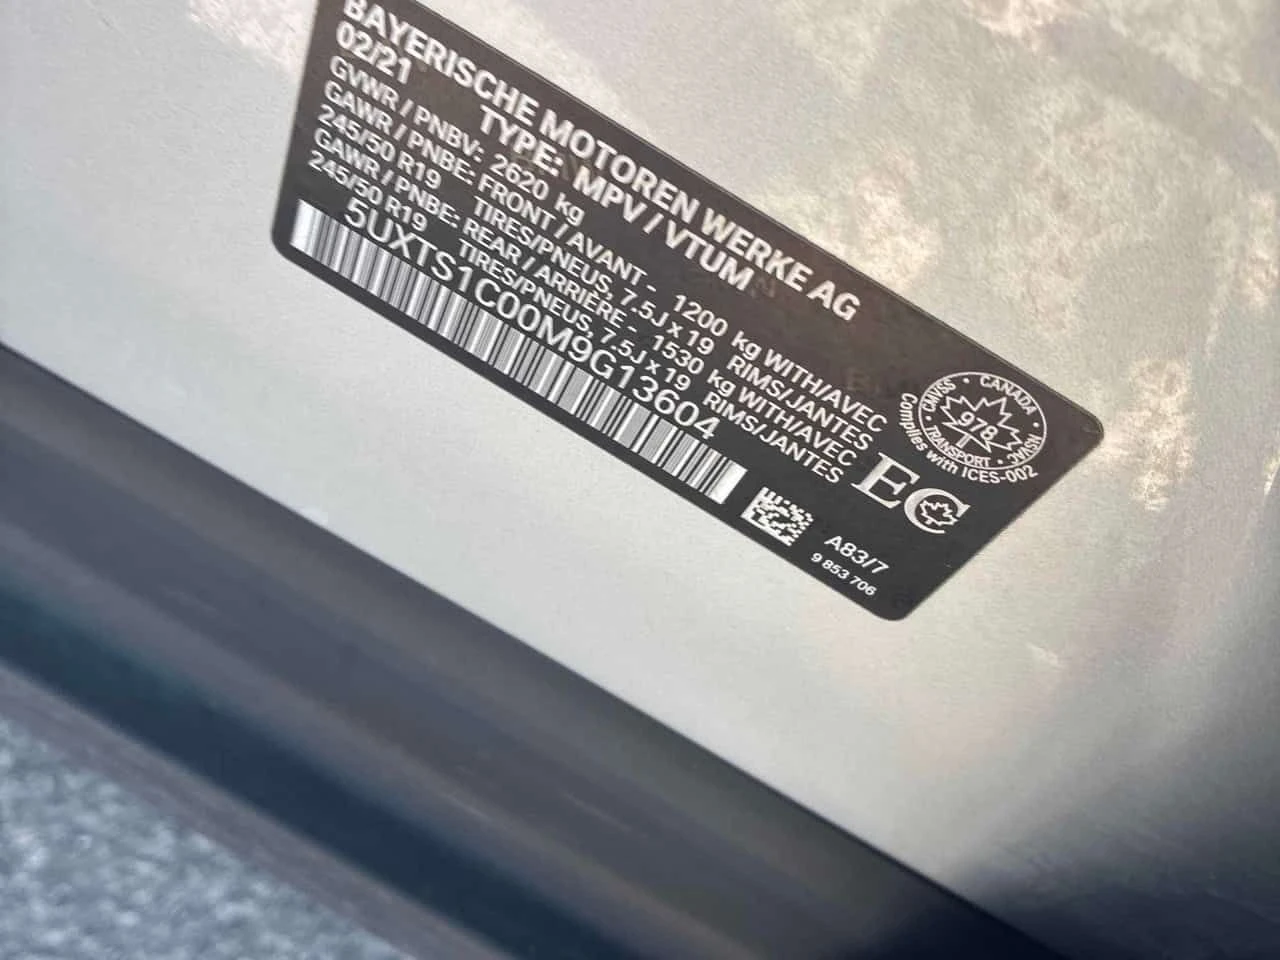 BAYERISCHE MOTOREN WERKE AG
02/21 TYPE: MPV / VTUM
GVWR / PNBV: 2620 kg
GAWR / PNBE: FRONT / AVANT - 1200 kg WITH/AVEC
245/50 R19 TIRES/PNEUS, 7.5J x 19 RIMS/JANTES
GAWR / PNBE: REAR / ARRIÈRE - 1530 kg WITH/AVEC
245/50 R19 TIRES/PNEUS, 7.5J x 19 RIMS/JANTES
5UXTS1C00M9G13604
CMVSS • CANADA • NSVAC • TRANSPORT •
978
Complies with ICES-002
EC
A83/7
9 853 706